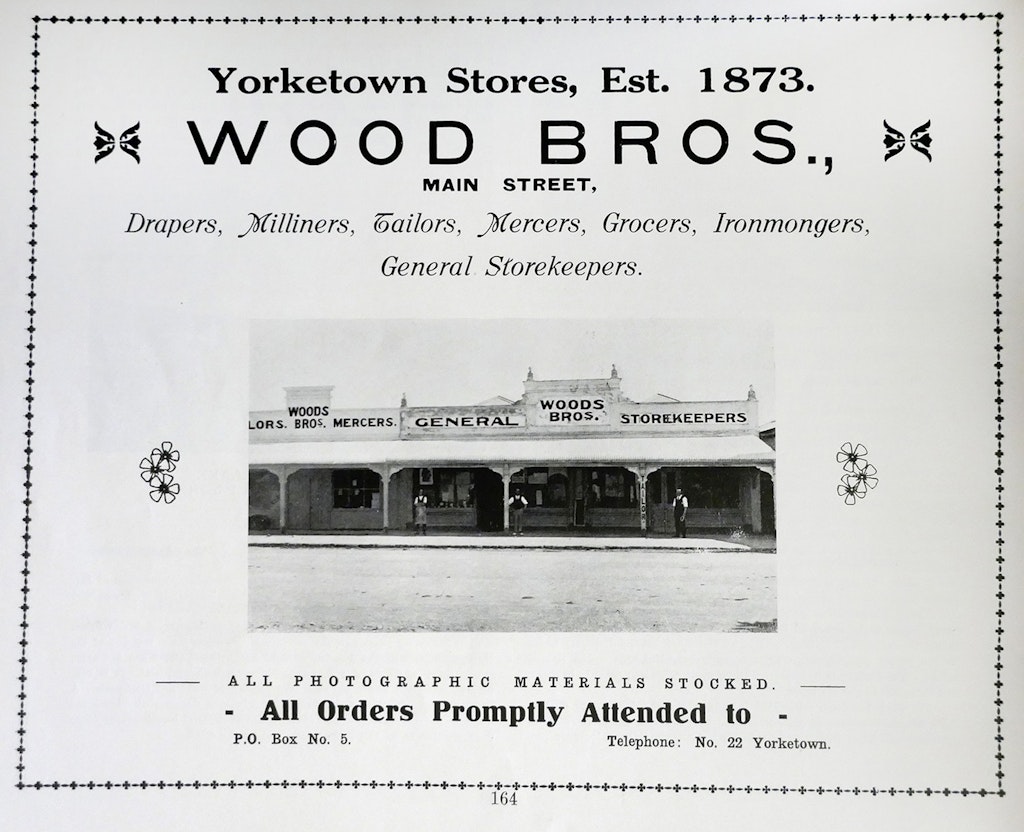 Yorketown Stores, Est. 1873.
WOOD BROS.,
MAIN STREET,
Drapers, Milliners, Tailors, Mercers, Grocers, Ironmongers,
General Storekeepers.
WOODS
LORS. BROS. MERCERS.
GENERAL
WOODS
BROS.
STOREKEEPERS
ALL PHOTOGRAPHIC MATERIALS STOCKED.
- All Orders Promptly Attended to -
P.O. Box No. 5.
Telephone: No. 22 Yorketown.
164